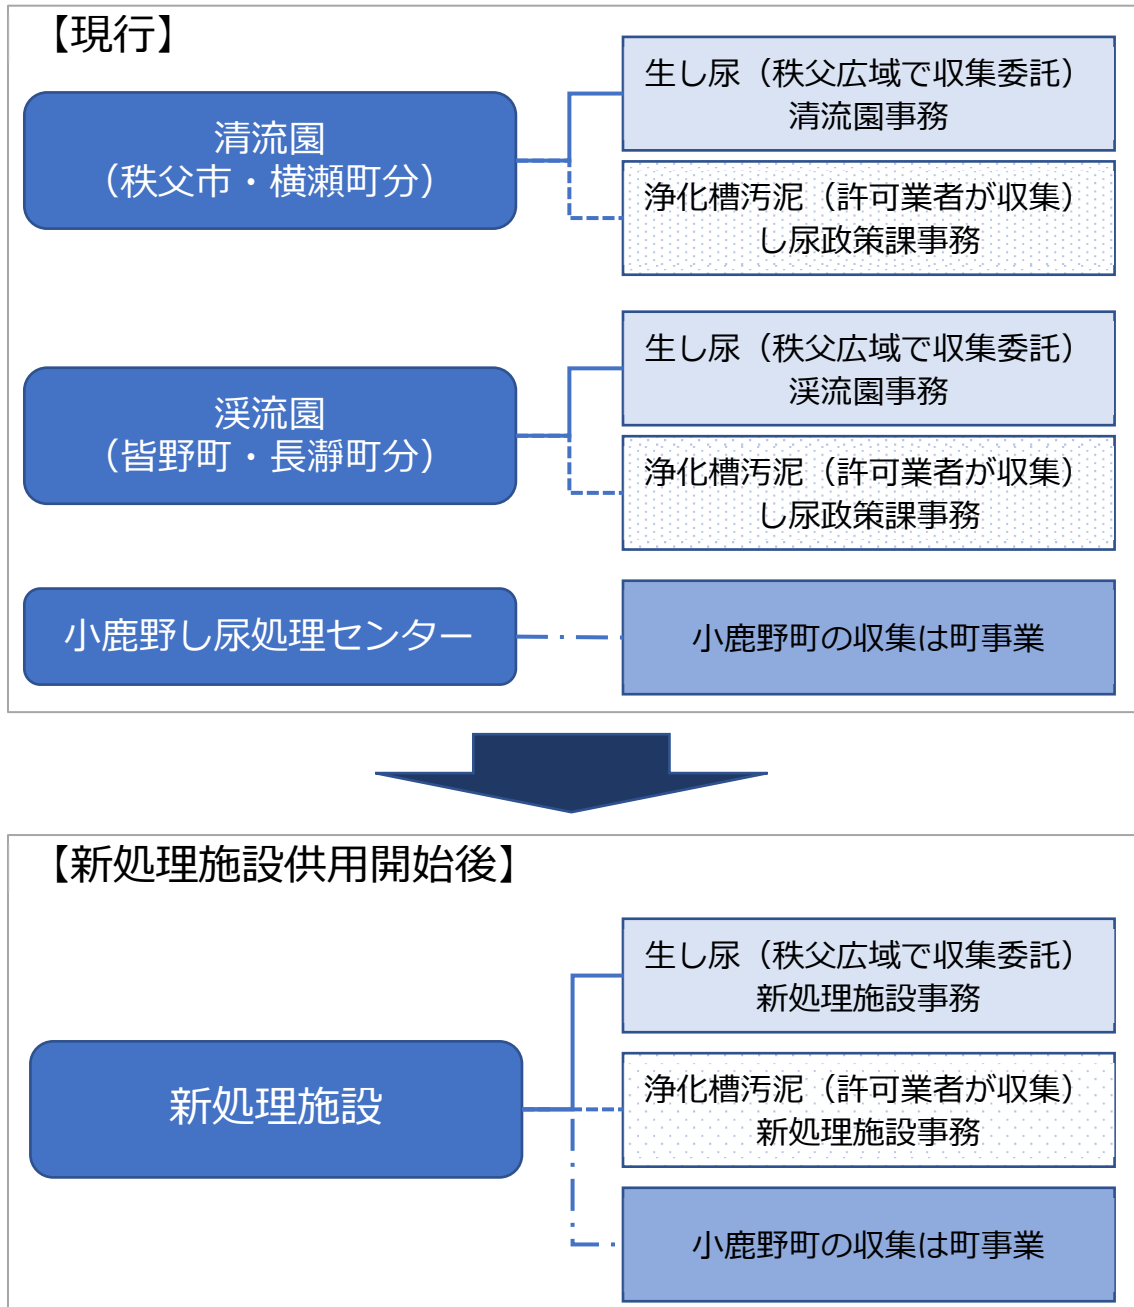 【現行】
清流園
（秩父市・横瀬町分）
生し尿（秩父広域で収集委託）
清流園事務
浄化槽汚泥（許可業者が収集）
し尿政策課事務
渓流園
（皆野町・長瀞町分）
生し尿（秩父広域で収集委託）
渓流園事務
浄化槽汚泥（許可業者が収集）
し尿政策課事務
小鹿野し尿処理センター
小鹿野町の収集は町事業
【新処理施設供用開始後】
新処理施設
生し尿（秩父広域で収集委託）
新処理施設事務
浄化槽汚泥（許可業者が収集）
新処理施設事務
小鹿野町の収集は町事業